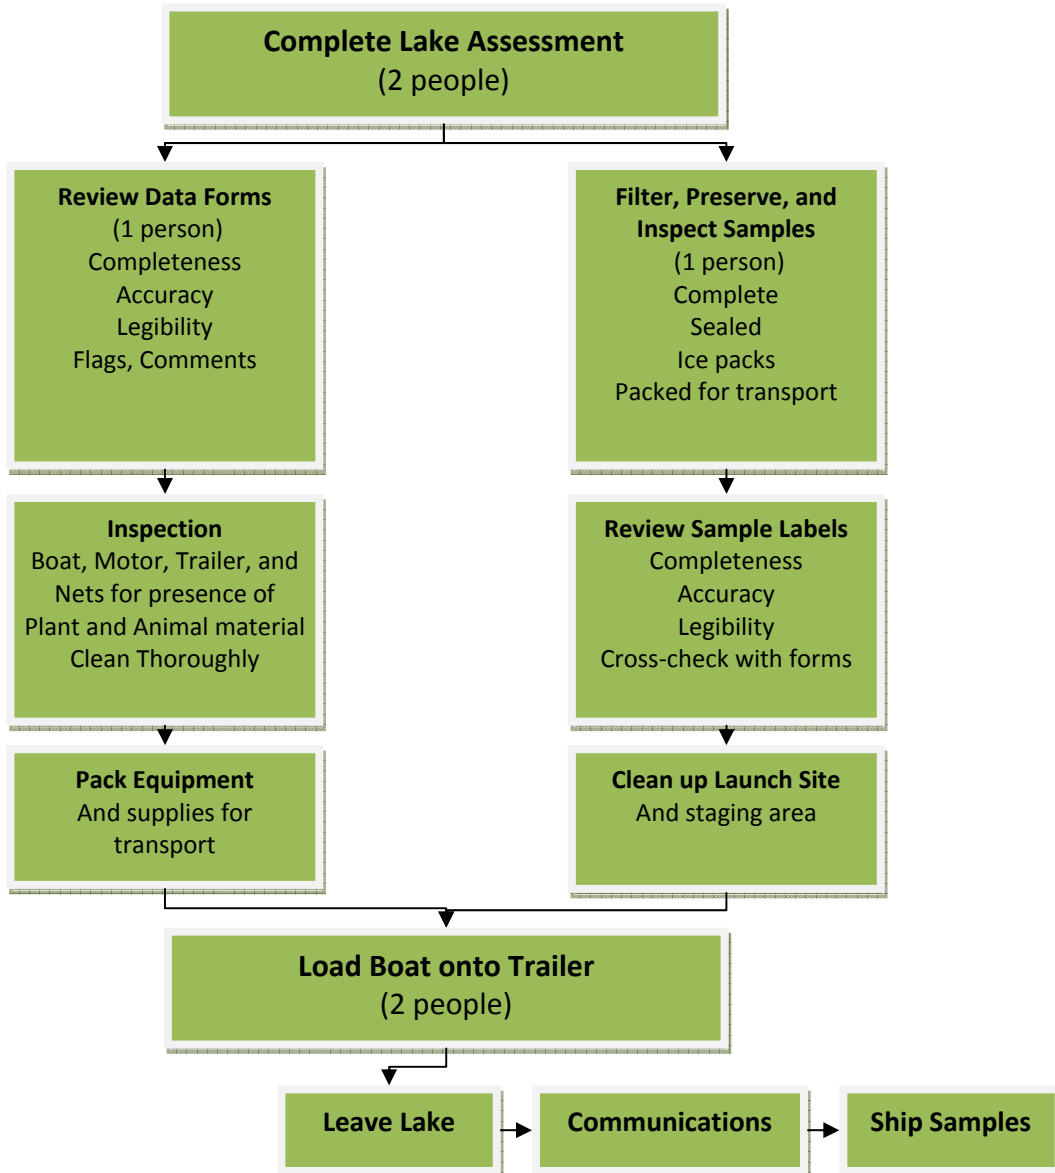 Complete Lake Assessment
(2 people)
Review Data Forms
(1 person)
Completeness
Accuracy
Legibility
Flags, Comments
Filter, Preserve, and
Inspect Samples
(1 person)
Complete
Sealed
Ice packs
Packed for transport
Inspection
Boat, Motor, Trailer, and
Nets for presence of
Plant and Animal material
Clean Thoroughly
Review Sample Labels
Completeness
Accuracy
Legibility
Cross-check with forms
Pack Equipment
And supplies for
transport
Clean up Launch Site
And staging area
Load Boat onto Trailer
(2 people)
Leave Lake
Communications
Ship Samples